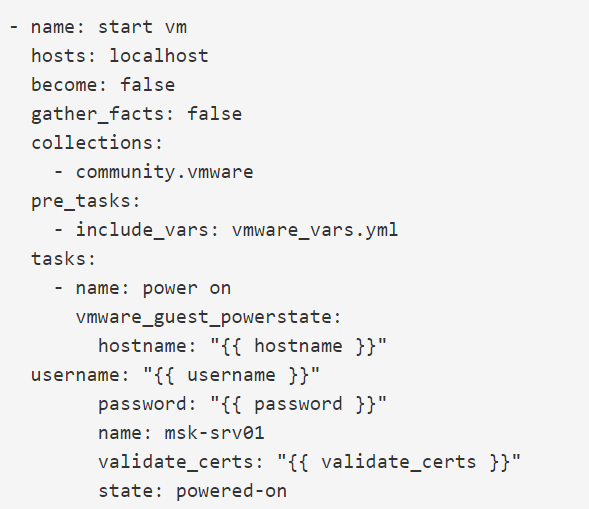 - name: start vm
  hosts: localhost
  become: false
  gather_facts: false
  collections:
    - community.vmware
  pre_tasks:
    - include_vars: vmware_vars.yml
  tasks:
    - name: power on
      vmware_guest_powerstate:
        hostname: "{{ hostname }}"
  username: "{{ username }}"
        password: "{{ password }}"
        name: msk-srv01
        validate_certs: "{{ validate_certs }}"
        state: powered-on